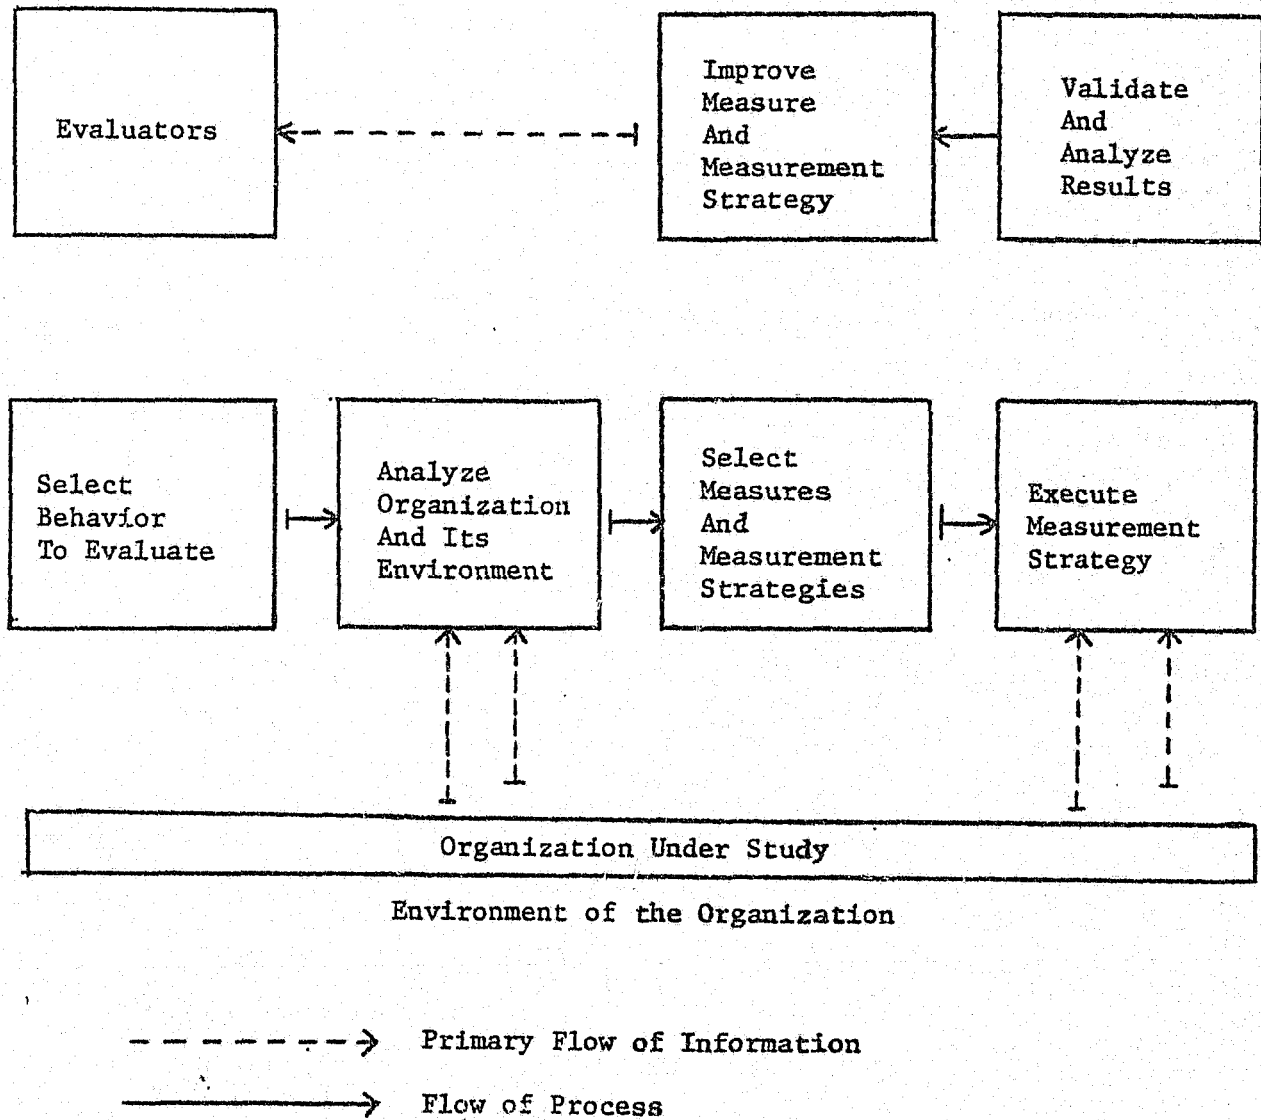 Evaluators
Improve
Measure
And
Measurement
Strategy
Validate
And
Analyze
Results
Select
Behavior
To Evaluate
Analyze
Organization
And Its
Environment
Select
Measures
And
Measurement
Strategies
Execute
Measurement
Strategy
Organization Under Study
Environment of the Organization
Primary Flow of Information
Flow of Process